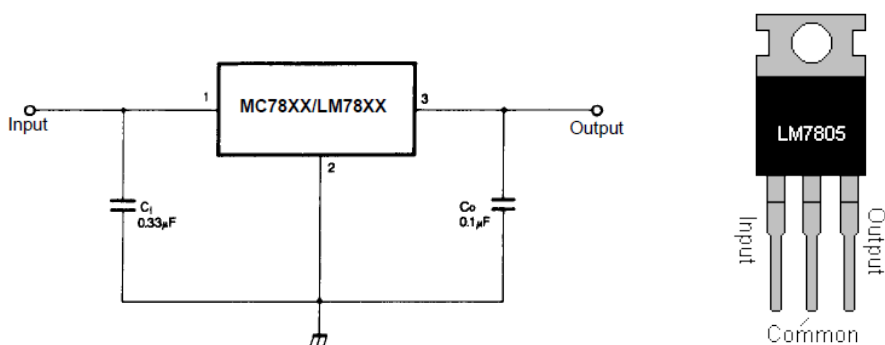 1
MC78XX/LM78XX
3
Input
Output
2
Ci
0.33µF
Co
0.1µF
LM7805
Input
Output
Common